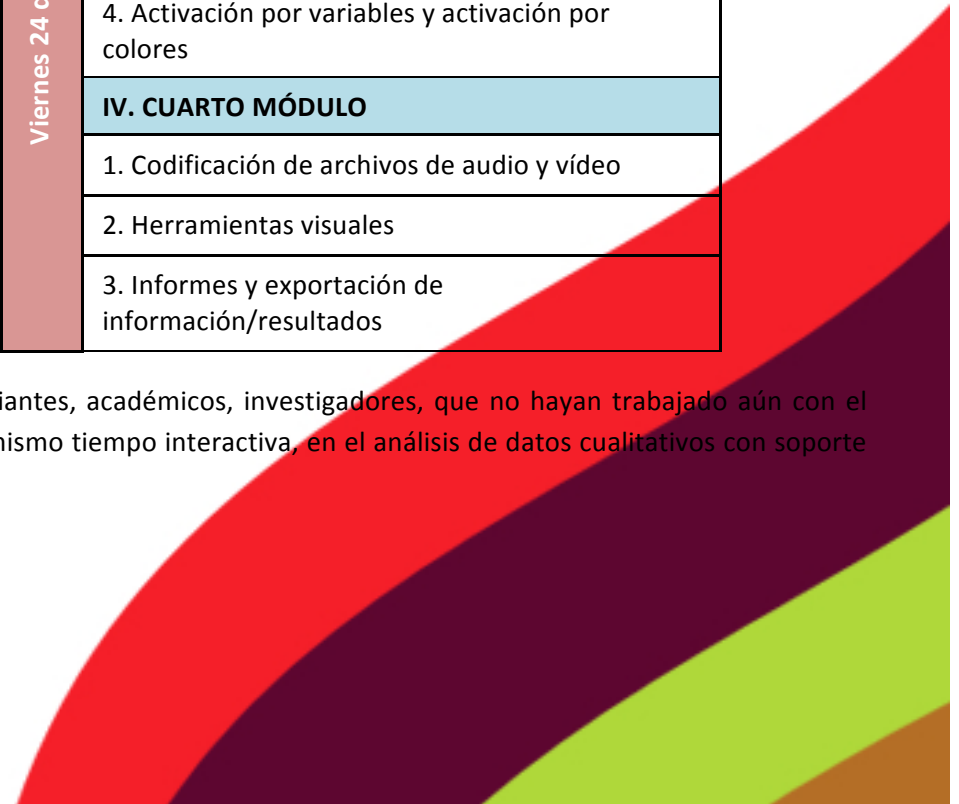 Viernes 24
4. Activación por variables y activación por
colores
IV. CUARTO MÓDULO
1. Codificación de archivos de audio y vídeo
2. Herramientas visuales
3. Informes y exportación de
información/resultados
académicos, investigadores, que no hayan trabajado aún con el
tiempo interactiva, en el análisis de datos cualitativos con soporte